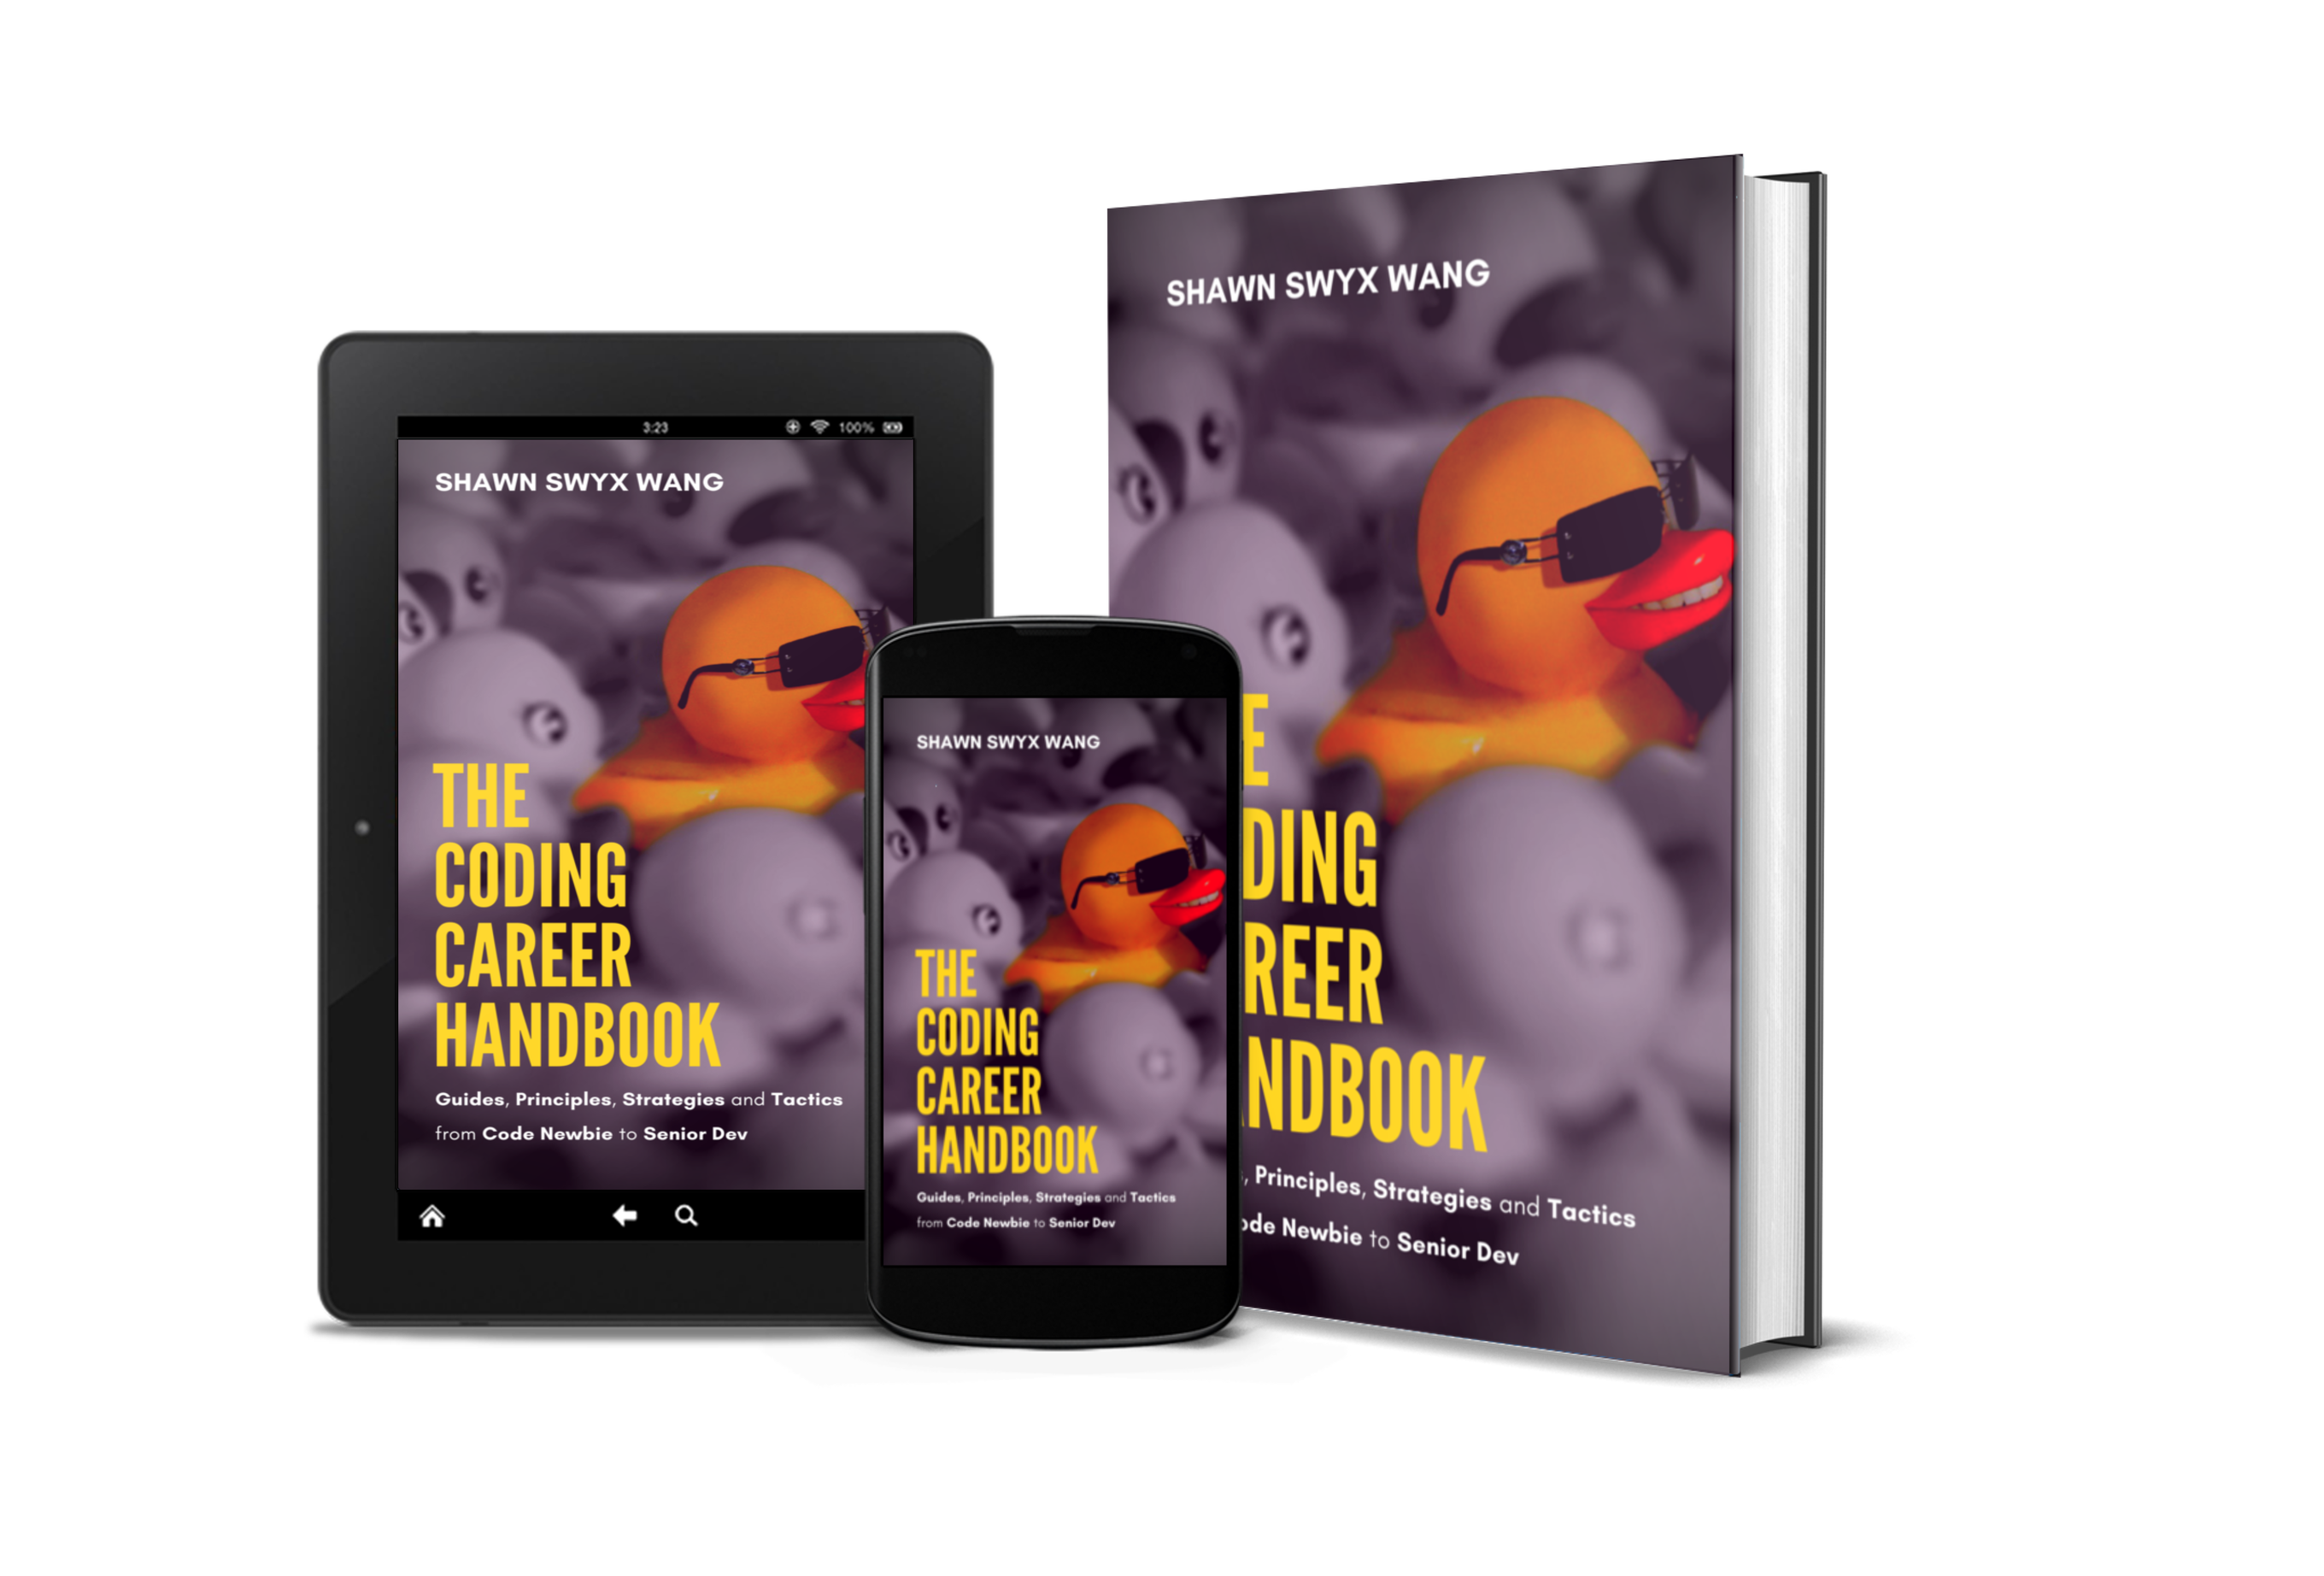 3:23
100%
SHAWN SWYX WANG
THE
CODING
CAREER
HANDBOOK
Guides, Principles, Strategies and Tactics
from Code Newbie to Senior Dev
SHAWN SWYX WANG
THE
CODING
CAREER
HANDBOOK
Guides, Principles, Strategies and Tactics
from Code Newbie to Senior Dev
SHAWN SWYX WANG
E
DING
REER
NDBOOK
, Principles, Strategies and Tactics
ode Newbie to Senior Dev